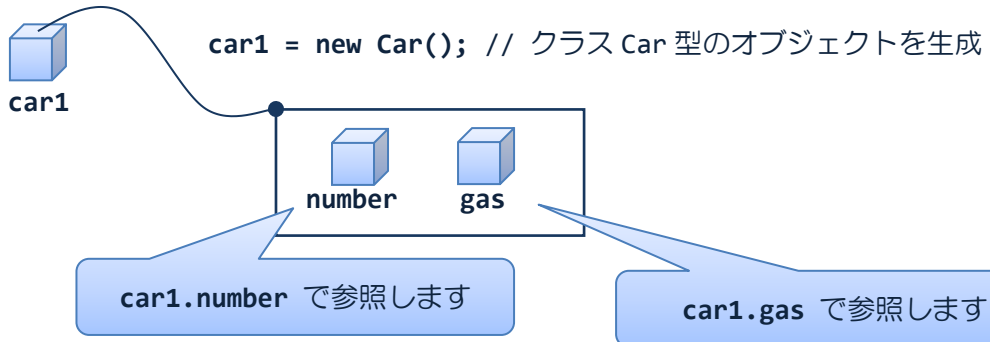 car1 = new Car(); // クラス Car 型のオブジェクトを生成
car1
number gas
car1.number で参照します
car1.gas で参照します